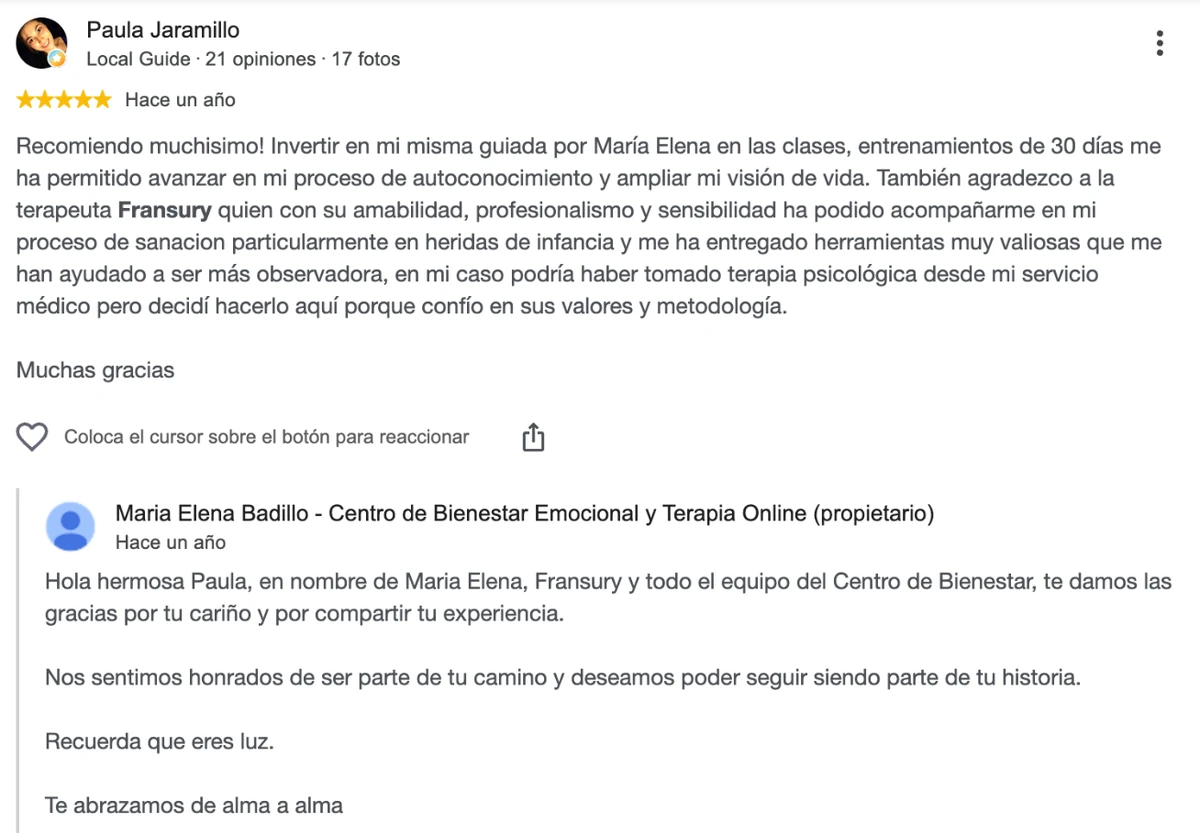 Paula Jaramillo
Local Guide · 21 opiniones · 17 fotos
Hace un año
Recomiendo muchisimo! Invertir en mi misma guiada por María Elena en las clases, entrenamientos de 30 días me
ha permitido avanzar en mi proceso de autoconocimiento y ampliar mi visión de vida. También agradezco a la
terapeuta Fransury quien con su amabilidad, profesionalismo y sensibilidad ha podido acompañarme en mi
proceso de sanacion particularmente en heridas de infancia y me ha entregado herramientas muy valiosas que me
han ayudado a ser más observadora, en mi caso podría haber tomado terapia psicológica desde mi servicio
médico pero decidí hacerlo aquí porque confío en sus valores y metodología.
Muchas gracias
Coloca el cursor sobre el botón para reaccionar
Maria Elena Badillo - Centro de Bienestar Emocional y Terapia Online (propietario)
Hace un año
Hola hermosa Paula, en nombre de Maria Elena, Fransury y todo el equipo del Centro de Bienestar, te damos las
gracias por tu cariño y por compartir tu experiencia.
Nos sentimos honrados de ser parte de tu camino y deseamos poder seguir siendo parte de tu historia.
Recuerda que eres luz.
Te abrazamos de alma a alma